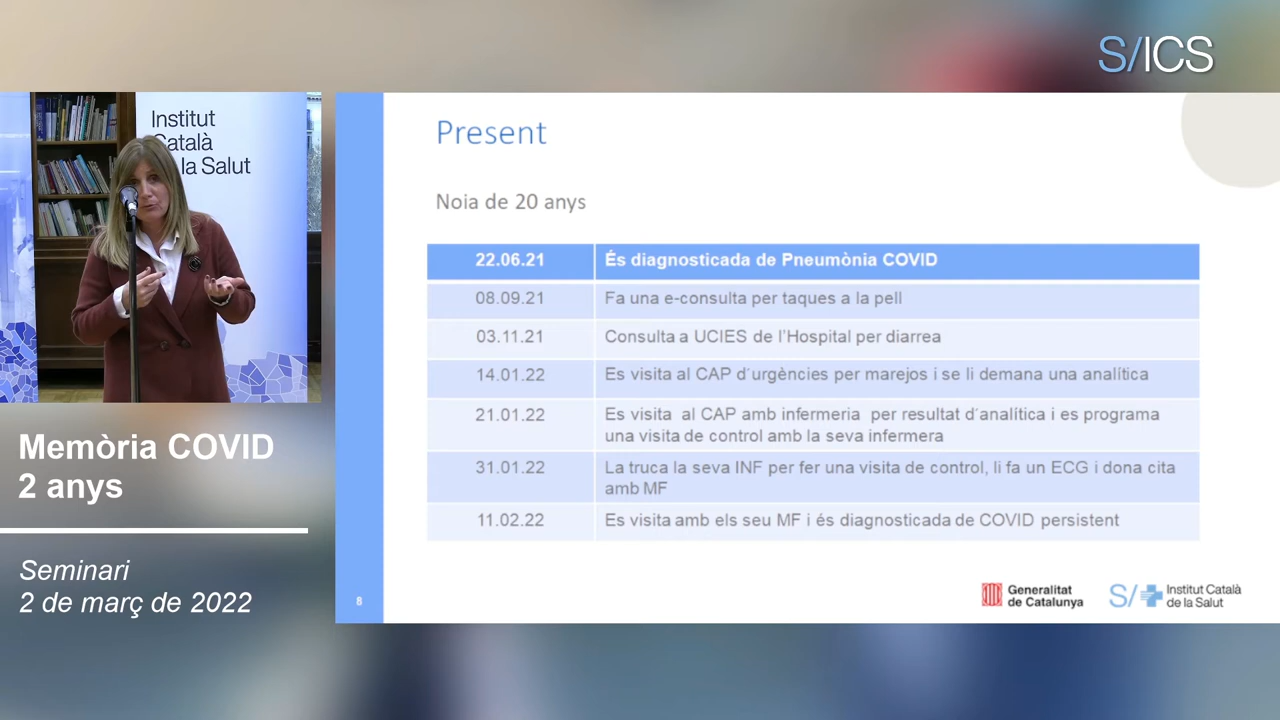 S/ICS
Institut
Català
de la Salut
Memòria COVID
2 anys
Seminari
2 de març de 2022
Present
Noia de 20 anys
22.06.21 És diagnosticada de Pneumònia COVID
08.09.21 Fa una e-consulta per taques a la pell
03.11.21 Consulta a UCIES de l'Hospital per diarrea
14.01.22 Es visita al CAP d´urgències per marejos i se li demana una analítica
21.01.22 Es visita al CAP amb infermeria per resultat d´analítica i es programa
una visita de control amb la seva infermera
31.01.22 La truca la seva INF per fer una visita de control, li fa un ECG i dona cita
amb MF
11.02.22 Es visita amb els seu MF i és diagnosticada de COVID persistent
8
Generalitat
de Catalunya
S/
Institut Català
de la Salut